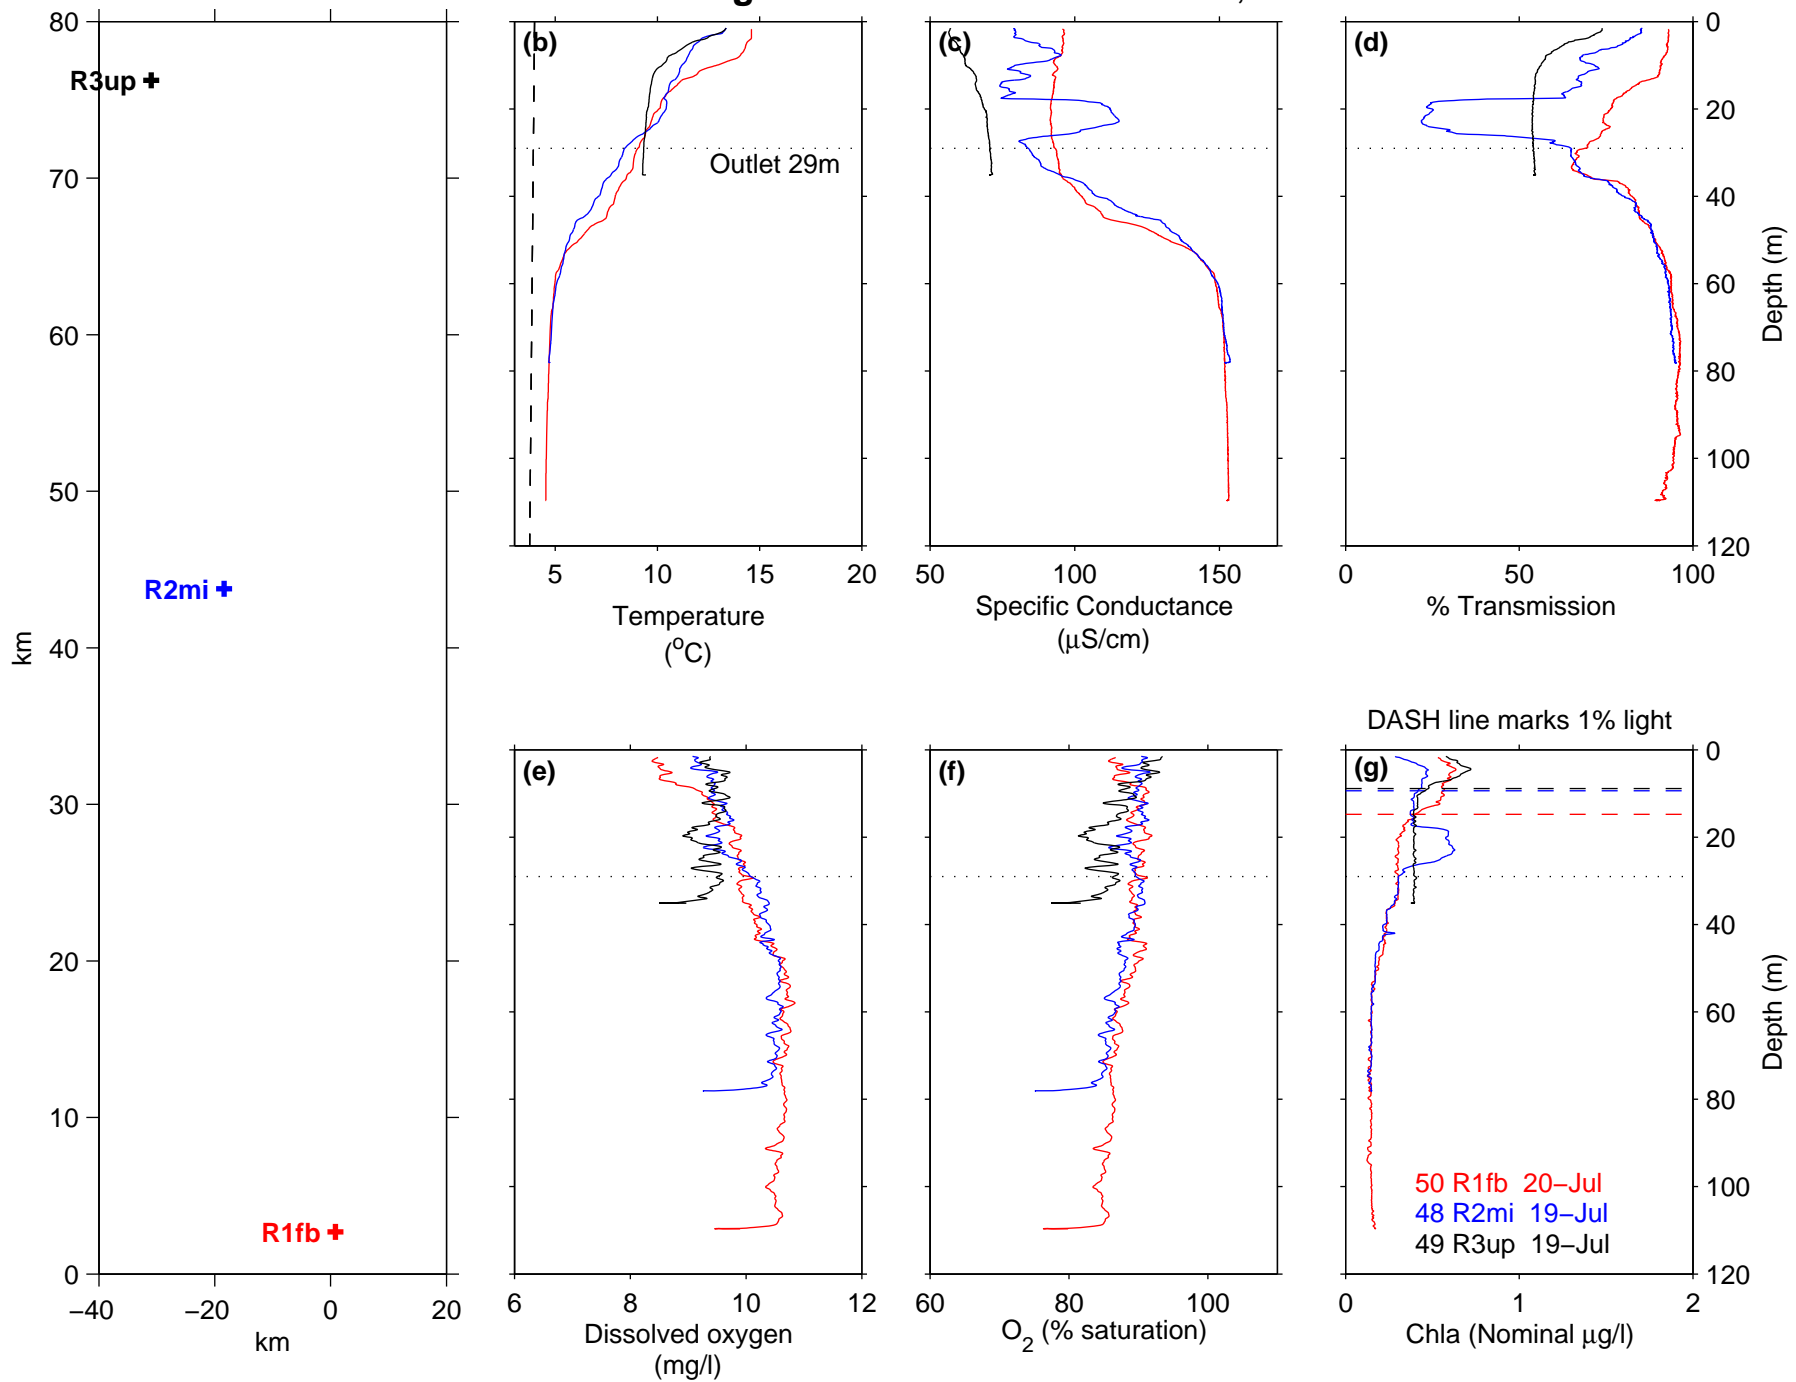 80
70
60
50
40
30
20
10
0
km
−40 −20 0 20
km
R3up
R2mi
R1fb
(b)
Outlet 29m
5 10 15 20
Temperature
(oC)
(c)
50 100 150
Specific Conductance
(µS/cm)
(d)
0 50 100
% Transmission
0
20
40
60
80
100
120
Depth (m)
(e)
6 8 10 12
Dissolved oxygen
(mg/l)
(f)
60 80 100
O2 (% saturation)
DASH line marks 1% light
(g)
50 R1fb 20−Jul
48 R2mi 19−Jul
49 R3up 19−Jul
0 1 2
Chla (Nominal µg/l)
0
20
40
60
80
100
120
Depth (m)